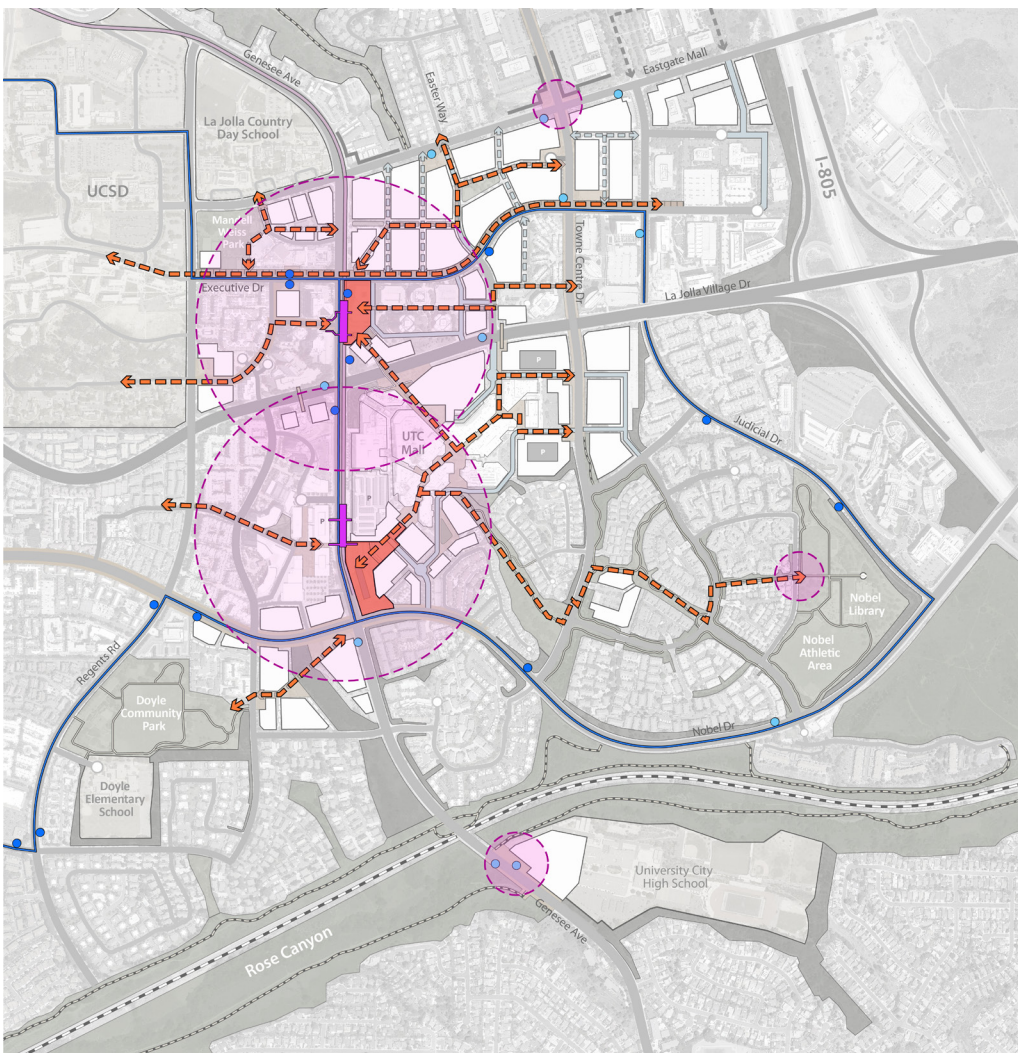 Genesee Ave
Easter Way
Eastgate Mall
La Jolla Country
Day School
UCSD
I-805
Mandell
Weiss
Park
Towne Centre Dr
Executive Dr
La Jolla Village Dr
P
UTC
Mall
Judicial Dr
P
P
P
Nobel
Library
Nobel
Athletic
Area
Regents Rd
Doyle
Community
Park
Nobel Dr
Doyle
Elementary
School
University City
High School
Genesee Ave
Rose Canyon